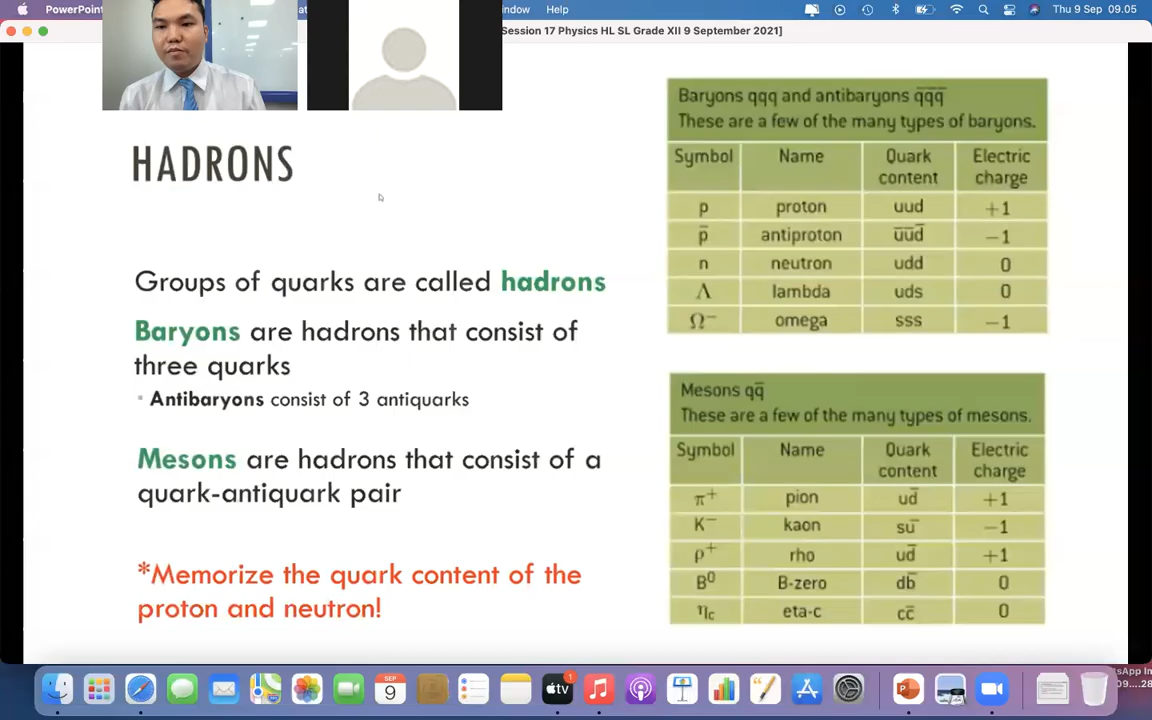 PowerPoint
indow Help
Thu 9 Sep 09.05
Session 17 Physics HL SL Grade XII 9 September 2021]
HADRONS
Groups of quarks are called hadrons
Baryons are hadrons that consist of
three quarks
• Antibaryons consist of 3 antiquarks
Mesons are hadrons that consist of a
quark-antiquark pair
*Memorize the quark content of the
proton and neutron!
Baryons qqq and antibaryons q̅q̅q̅
These are a few of the many types of baryons.
Symbol Name Quark content Electric charge
p proton uud +1
p̅ antiproton u̅u̅d̅ −1
n neutron udd 0
Λ lambda uds 0
Ω⁻ omega sss −1
Mesons qq̅
These are a few of the many types of mesons.
Symbol Name Quark content Electric charge
π⁺ pion ud̅ +1
K⁻ kaon su̅ −1
ρ⁺ rho ud̅ +1
B⁰ B-zero db̅ 0
ηc eta-c cc̅ 0
SEP
9
tv
1